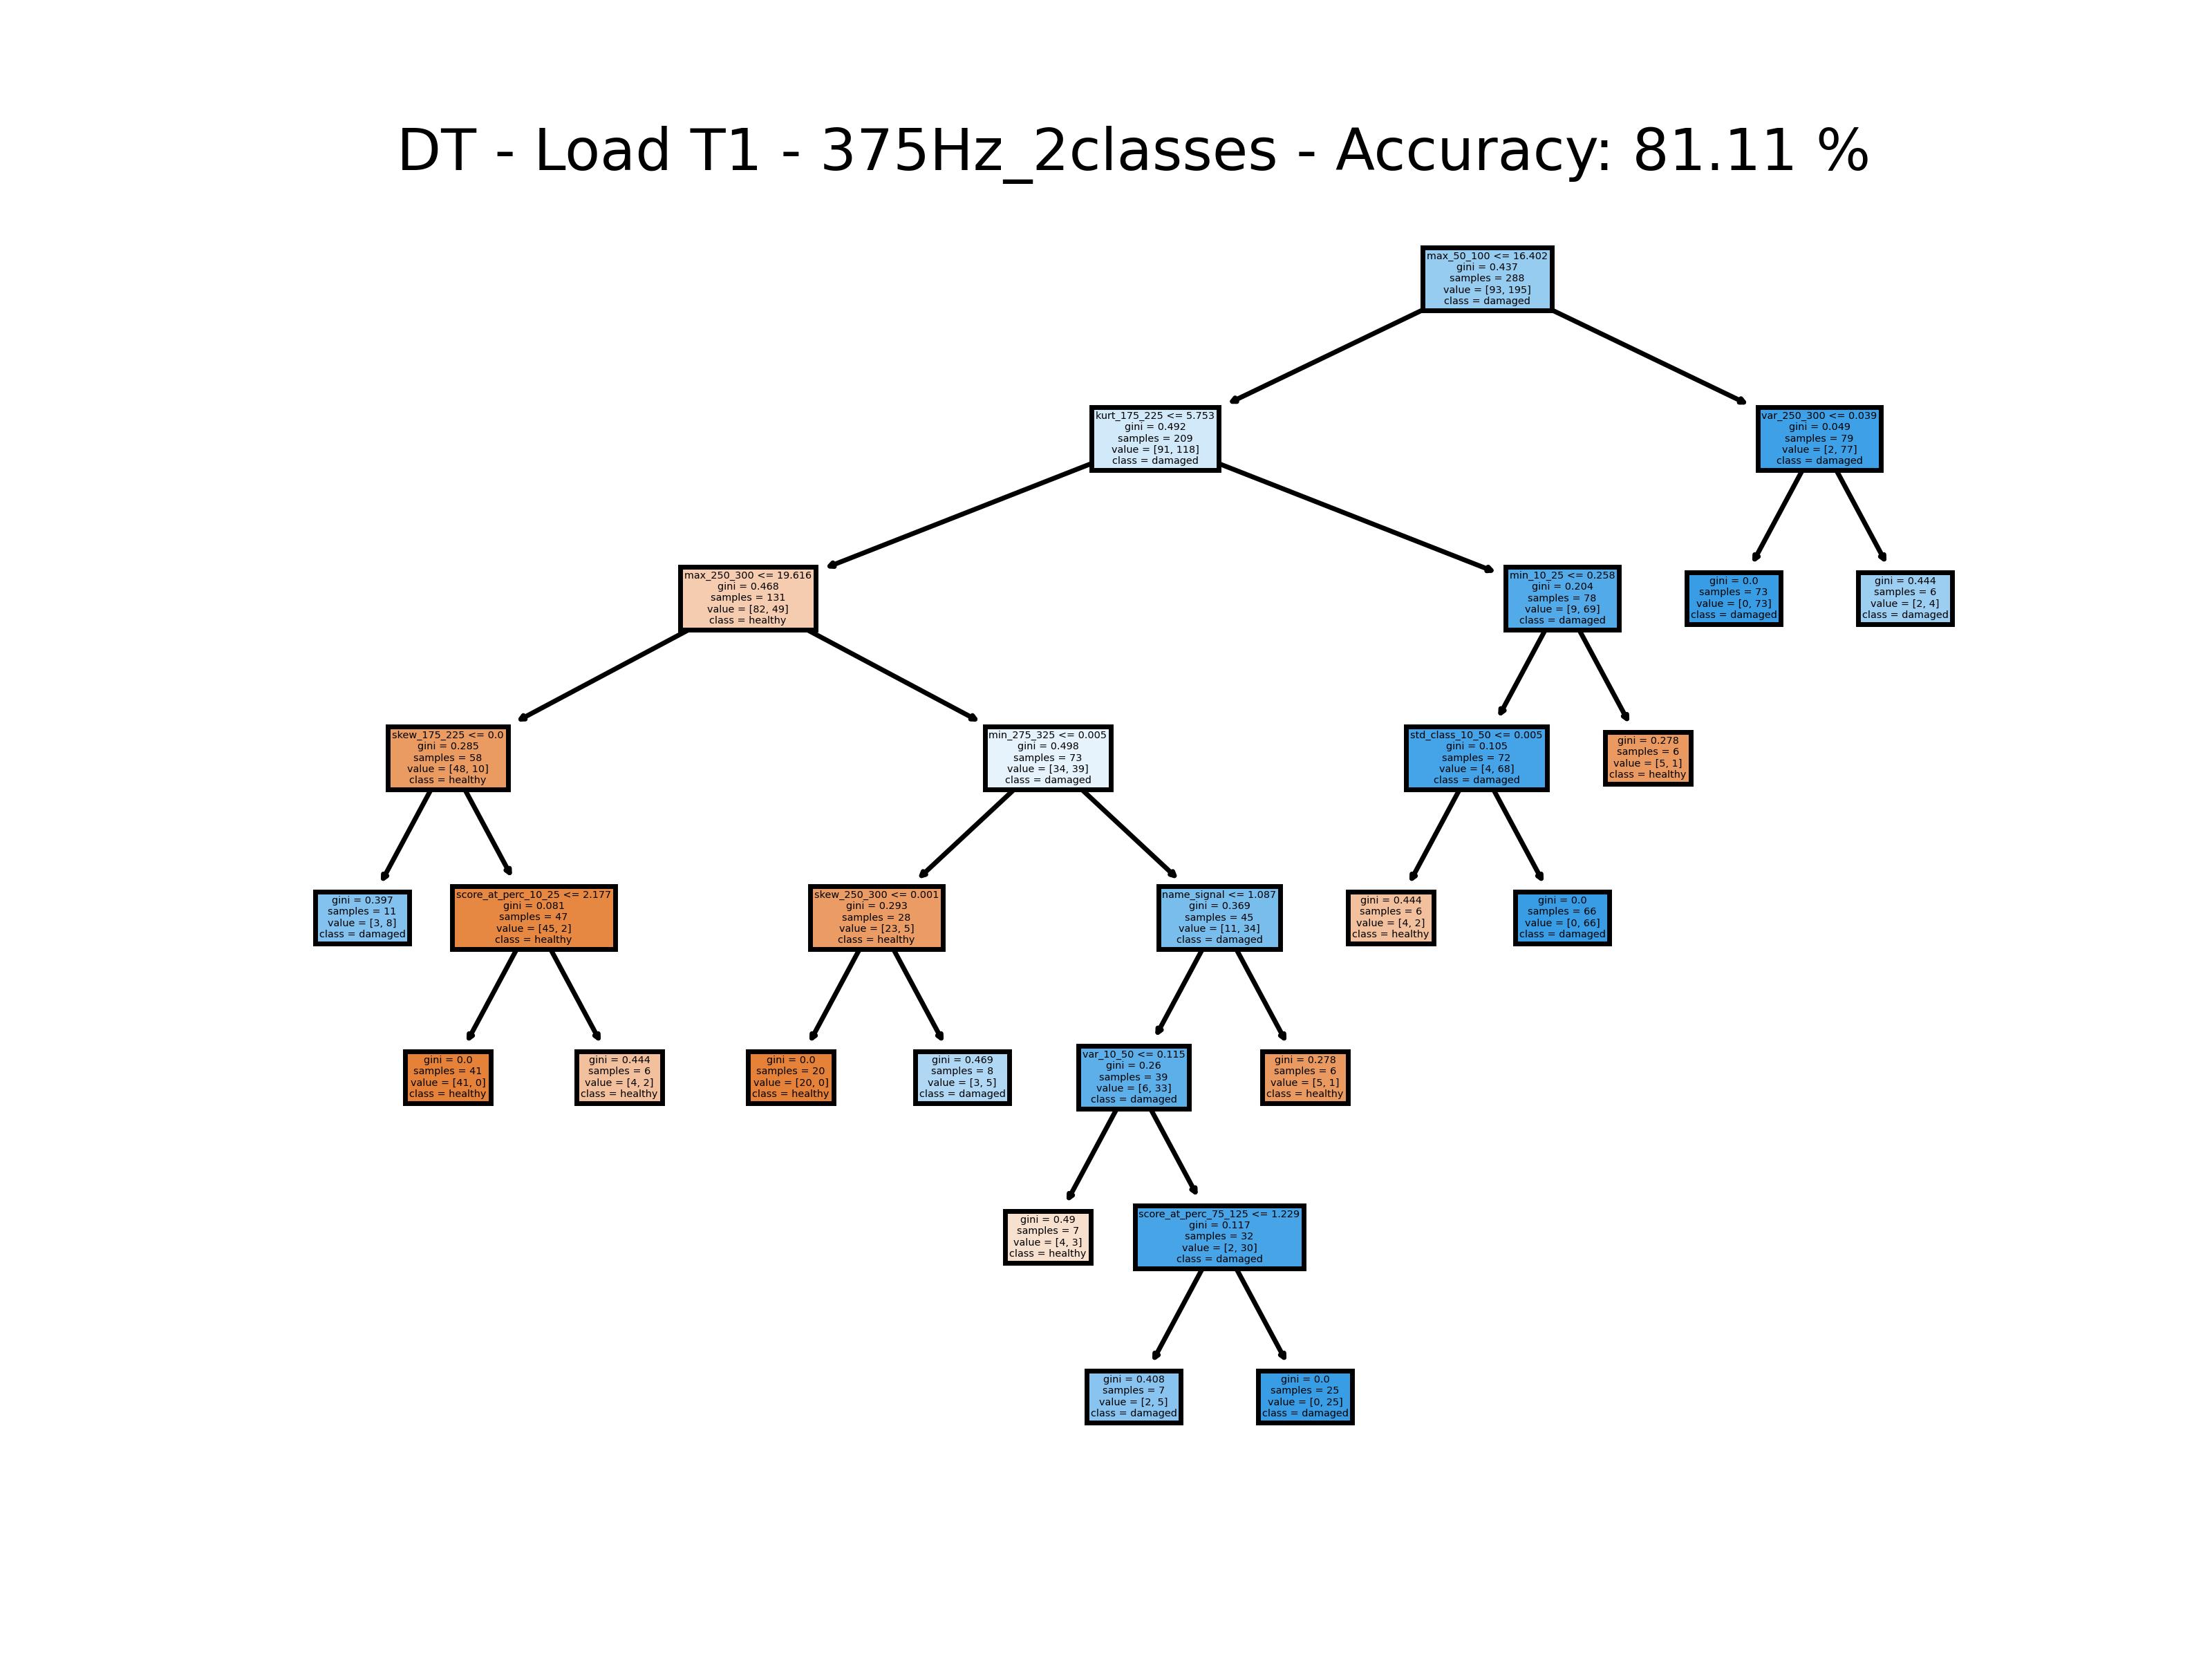 DT - Load T1 - 375Hz_2classes - Accuracy: 81.11 %
max_50_100 <= 16.402
gini = 0.437
samples = 288
value = [93, 195]
class = damaged
kurt_175_225 <= 5.753
gini = 0.492
samples = 209
value = [91, 118]
class = damaged
var_250_300 <= 0.039
gini = 0.049
samples = 79
value = [2, 77]
class = damaged
max_250_300 <= 19.616
gini = 0.468
samples = 131
value = [82, 49]
class = healthy
min_10_25 <= 0.258
gini = 0.204
samples = 78
value = [9, 69]
class = damaged
gini = 0.0
samples = 73
value = [0, 73]
class = damaged
gini = 0.444
samples = 6
value = [2, 4]
class = damaged
skew_175_225 <= 0.0
gini = 0.285
samples = 58
value = [48, 10]
class = healthy
min_275_325 <= 0.005
gini = 0.498
samples = 73
value = [34, 39]
class = damaged
std_class_10_50 <= 0.005
gini = 0.105
samples = 72
value = [4, 68]
class = damaged
gini = 0.278
samples = 6
value = [5, 1]
class = healthy
gini = 0.397
samples = 11
value = [3, 8]
class = damaged
score_at_perc_10_25 <= 2.177
gini = 0.081
samples = 47
value = [45, 2]
class = healthy
skew_250_300 <= 0.001
gini = 0.293
samples = 28
value = [23, 5]
class = healthy
name_signal <= 1.087
gini = 0.369
samples = 45
value = [11, 34]
class = damaged
gini = 0.444
samples = 6
value = [4, 2]
class = healthy
gini = 0.0
samples = 66
value = [0, 66]
class = damaged
gini = 0.0
samples = 41
value = [41, 0]
class = healthy
gini = 0.444
samples = 6
value = [4, 2]
class = healthy
gini = 0.0
samples = 20
value = [20, 0]
class = healthy
gini = 0.469
samples = 8
value = [3, 5]
class = damaged
var_10_50 <= 0.115
gini = 0.26
samples = 39
value = [6, 33]
class = damaged
gini = 0.278
samples = 6
value = [5, 1]
class = healthy
gini = 0.49
samples = 7
value = [4, 3]
class = healthy
score_at_perc_75_125 <= 1.229
gini = 0.117
samples = 32
value = [2, 30]
class = damaged
gini = 0.408
samples = 7
value = [2, 5]
class = damaged
gini = 0.0
samples = 25
value = [0, 25]
class = damaged